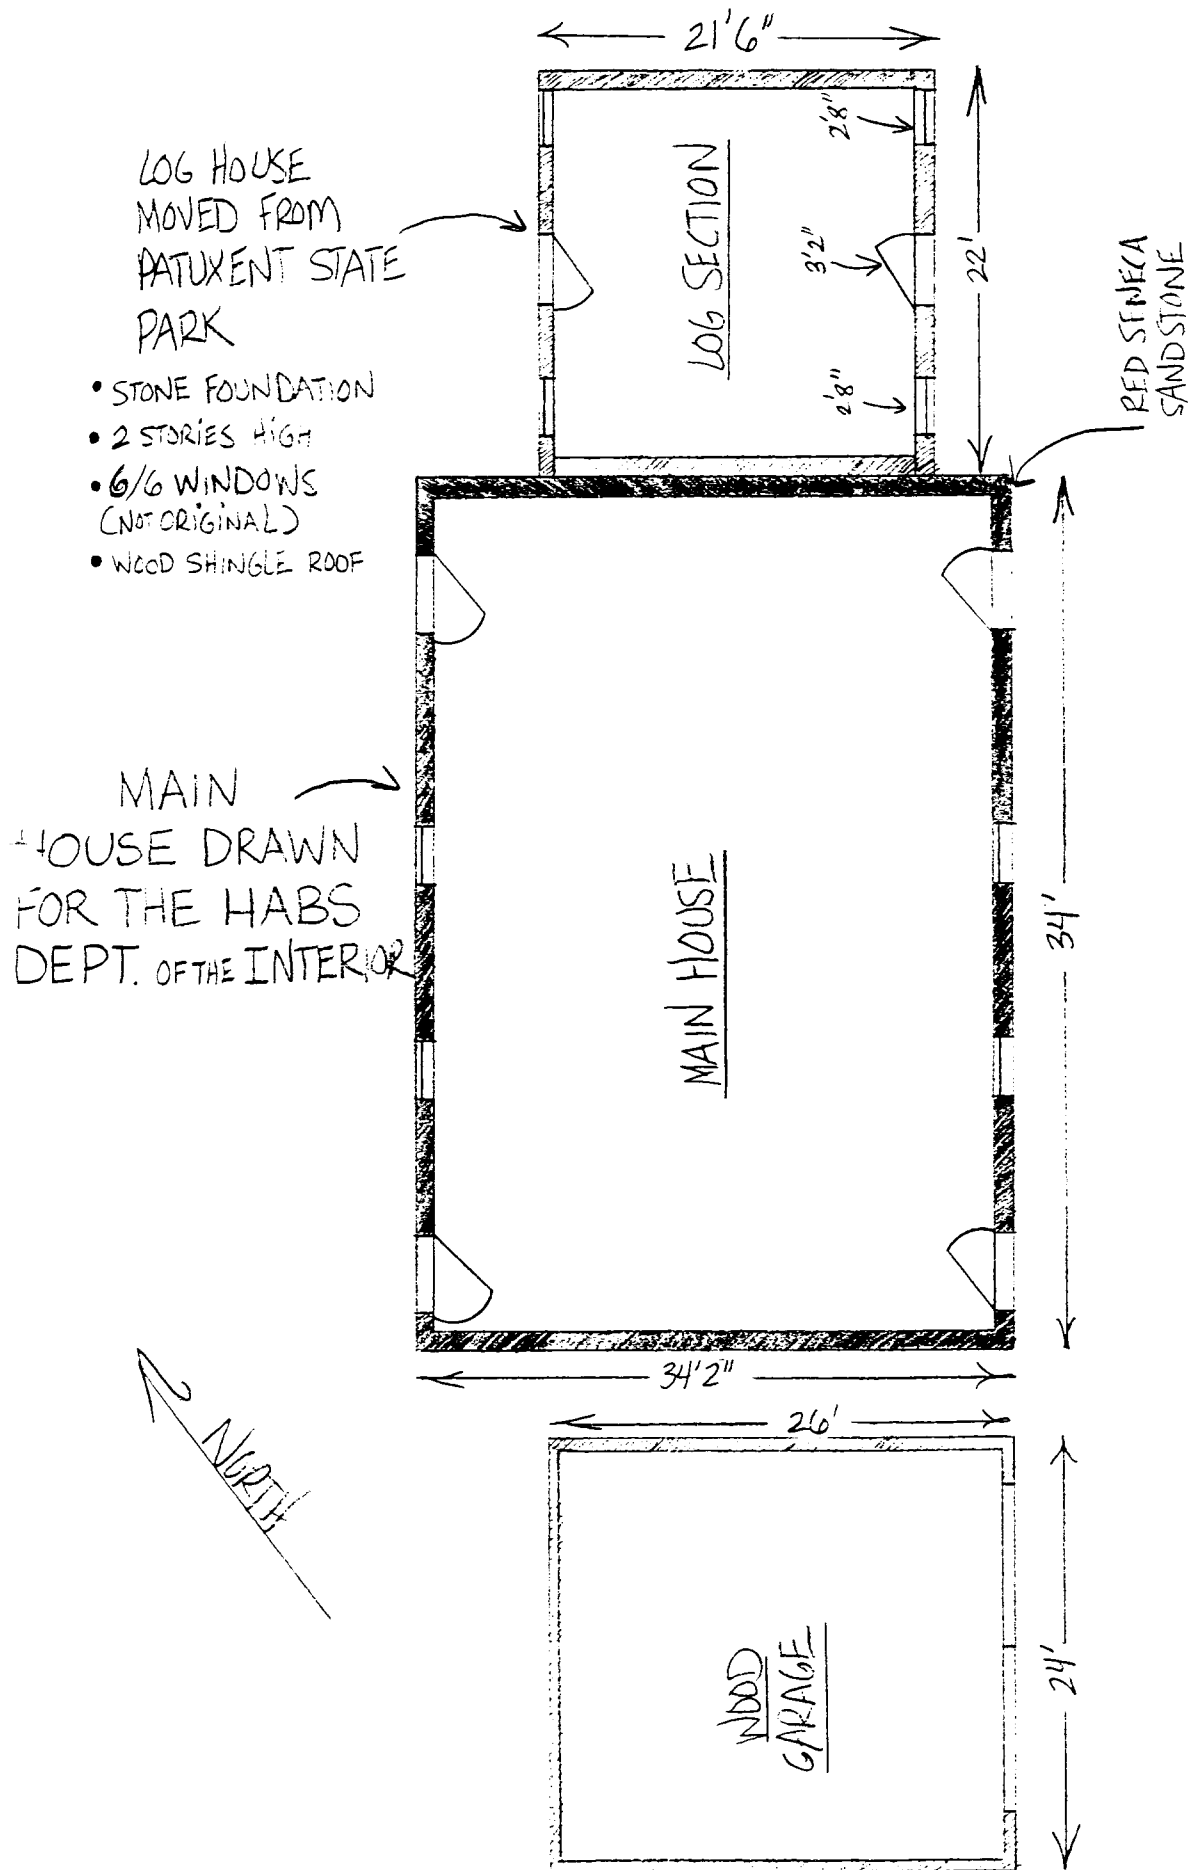 21'6"
LOG HOUSE
MOVED FROM
PATUXENT STATE
PARK
• STONE FOUNDATION
• 2 STORIES HIGH
• 6/6 WINDOWS
(NOT ORIGINAL)
• WOOD SHINGLE ROOF
LOG SECTION
2'8"
3'2"
2'8"
22'
RED SENECA
SANDSTONE
MAIN
HOUSE DRAWN
FOR THE HABS
DEPT. OF THE INTERIOR
MAIN HOUSE
34'
34'2"
26'
NORTH
WOOD
GARAGE
24'